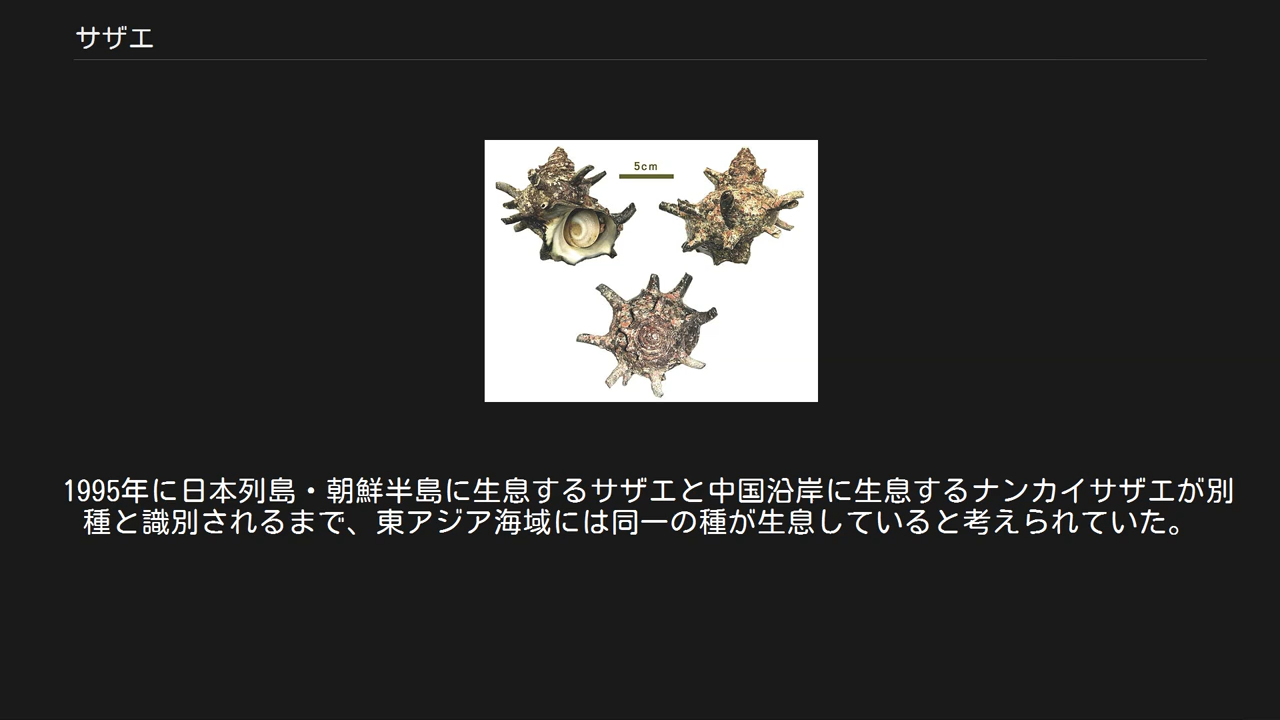 サザエ
5cm
1995年に日本列島・朝鮮半島に生息するサザエと中国沿岸に生息するナンカイサザエが別
種と識別されるまで、東アジア海域には同一の種が生息していると考えられていた。